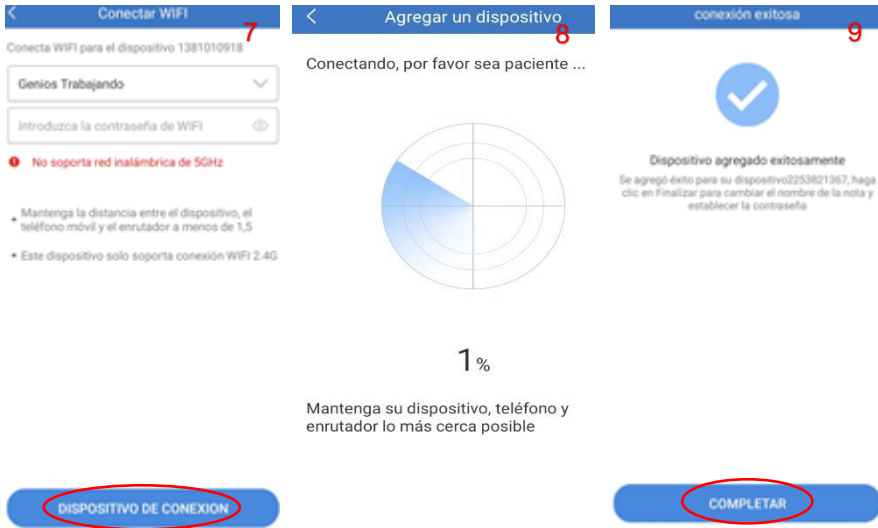 Conectar WIFI
7
Conecta WIFI para el dispositivo 1381010918
Genios Trabajando
Introduzca la contraseña de WIFI
No soporta red inalámbrica de 5GHz
• Mantenga la distancia entre el dispositivo, el
teléfono móvil y el enrutador a menos de 1,5
• Este dispositivo solo soporta conexión WIFI 2.4G
DISPOSITIVO DE CONEXION
Agregar un dispositivo
8
Conectando, por favor sea paciente ...
1%
Mantenga su dispositivo, teléfono y
enrutador lo más cerca posible
conexión exitosa
9
Dispositivo agregado exitosamente
Se agregó éxito para su dispositivo2253821367, haga
clic en Finalizar para cambiar el nombre de la nota y
establecer la contraseña
COMPLETAR